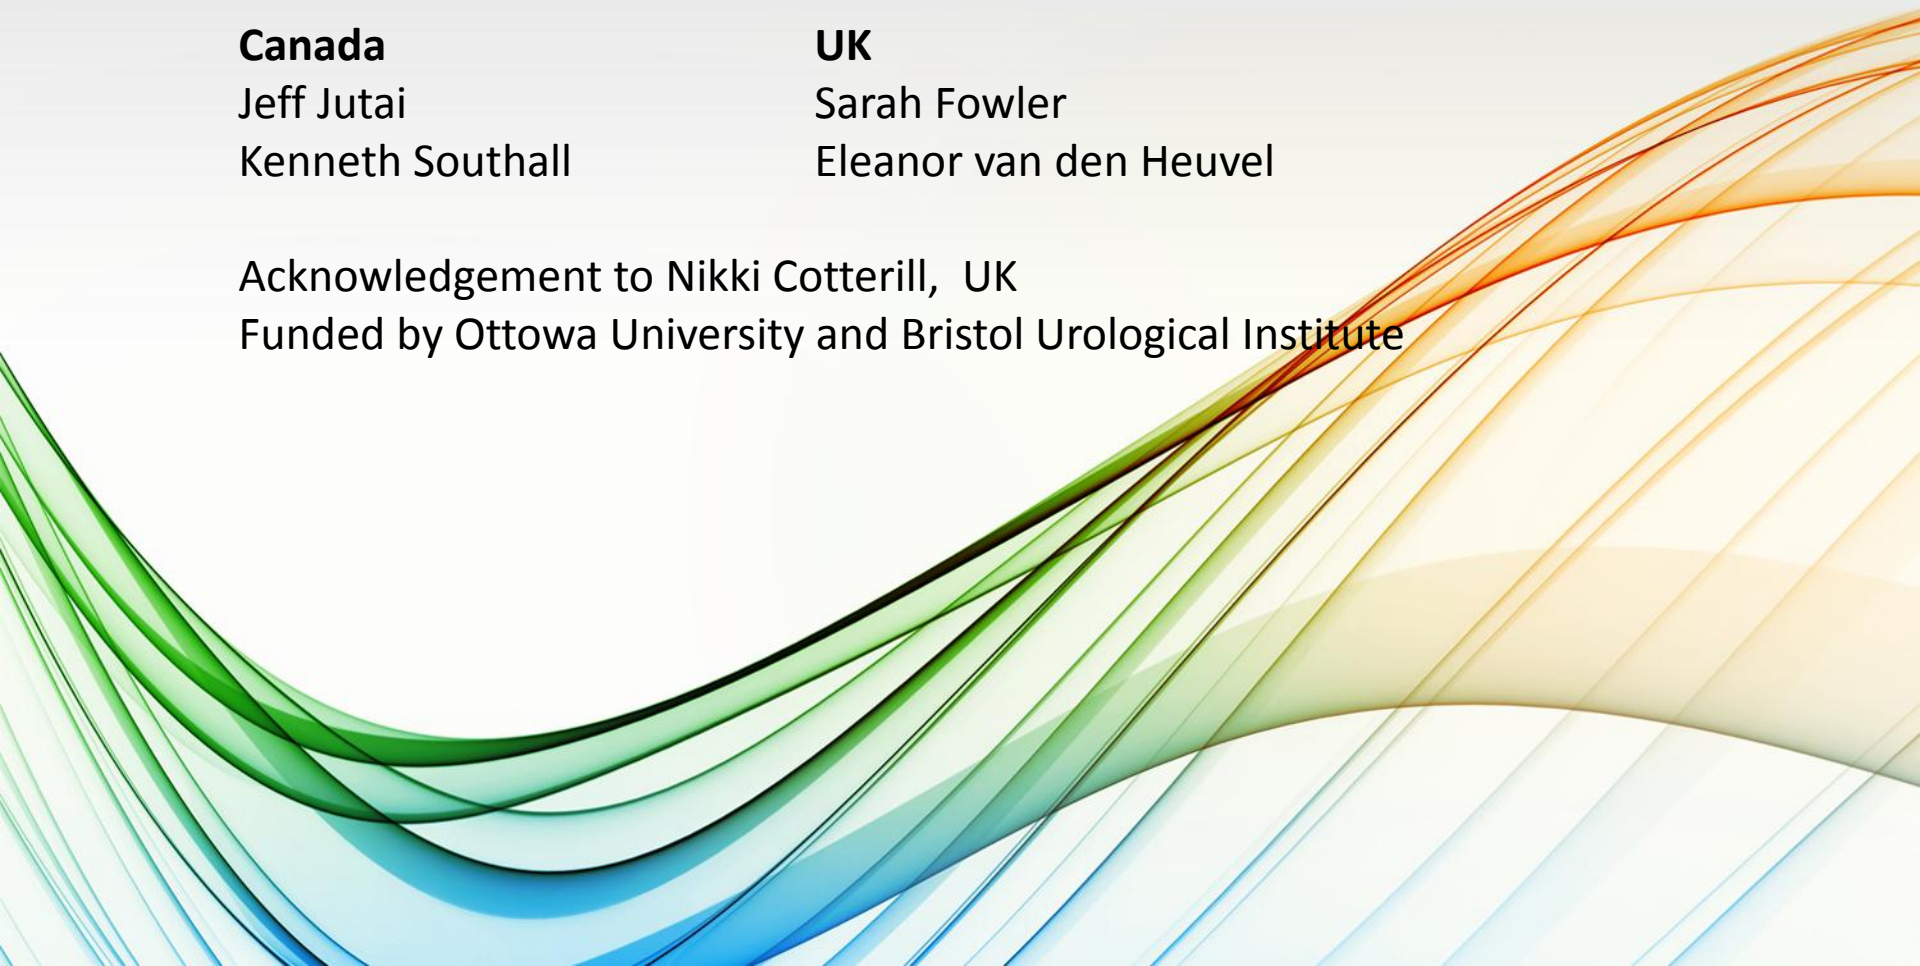 Canada UK
Jeff Jutai Sarah Fowler
Kenneth Southall Eleanor van den Heuvel
Acknowledgement to Nikki Cotterill,  UK
Funded by Ottowa University and Bristol Urological Institute